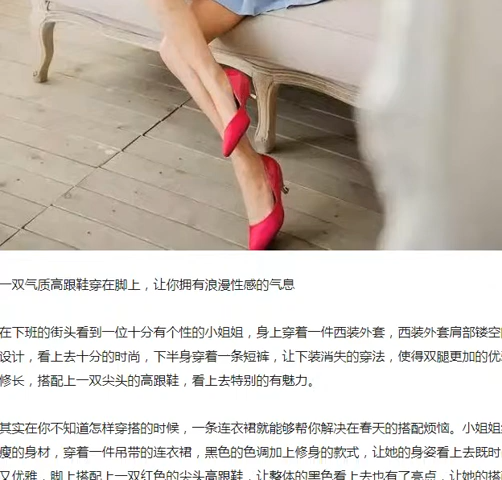 一双气质高跟鞋穿在脚上，让你拥有浪漫性感的气息
在下班的街头看到一位十分有个性的小姐姐，身上穿着一件西装外套，西装外套肩部镂空
设计，看上去十分的时尚，下半身穿着一条短裤，让下装消失的穿法，使得双腿更加的优
修长，搭配上一双尖头的高跟鞋，看上去特别的有魅力。
其实在你不知道怎样穿搭的时候，一条连衣裙就能够帮你解决在春天的搭配烦恼。小姐姐
瘦的身材，穿着一件吊带的连衣裙，黑色的色调加上修身的款式，让她的身姿看上去既时
又优雅，脚上搭配上一双红色的尖头高跟鞋，让整体的黑色看上去也有了亮点，让她的搭